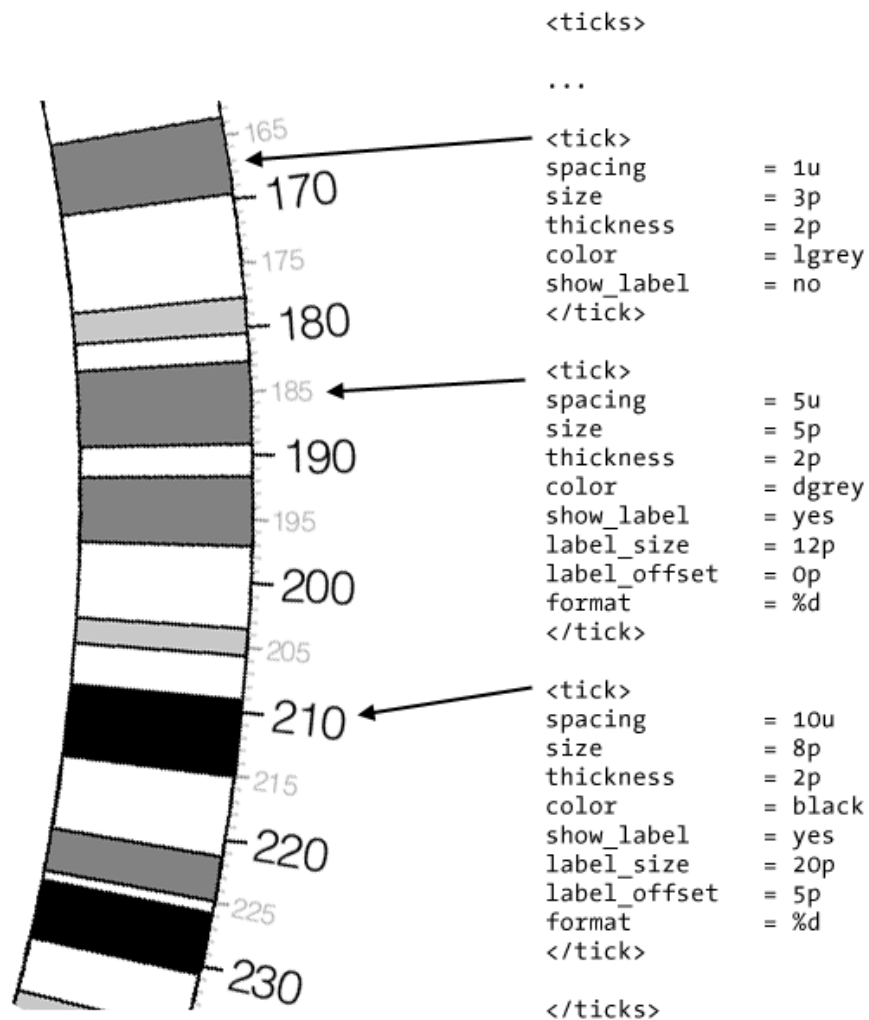 165
170
175
180
185
190
195
200
205
210
215
220
225
230
<ticks>
...
<tick>
spacing = 1u
size = 3p
thickness = 2p
color = lgrey
show_label = no
</tick>
<tick>
spacing = 5u
size = 5p
thickness = 2p
color = dgrey
show_label = yes
label_size = 12p
label_offset = 0p
format = %d
</tick>
<tick>
spacing = 10u
size = 8p
thickness = 2p
color = black
show_label = yes
label_size = 20p
label_offset = 5p
format = %d
</tick>
</ticks>